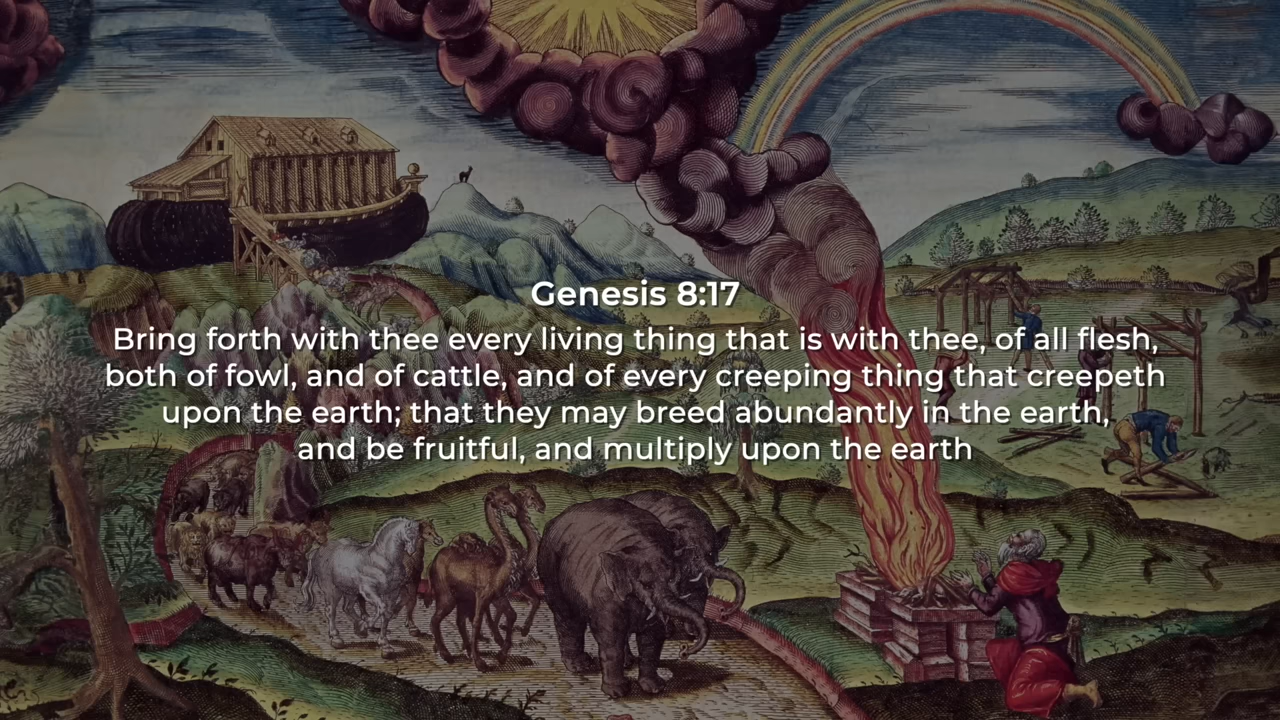 Genesis 8:17
Bring forth with thee every living thing that is with thee, of all flesh,
both of fowl, and of cattle, and of every creeping thing that creepeth
upon the earth; that they may breed abundantly in the earth,
and be fruitful, and multiply upon the earth